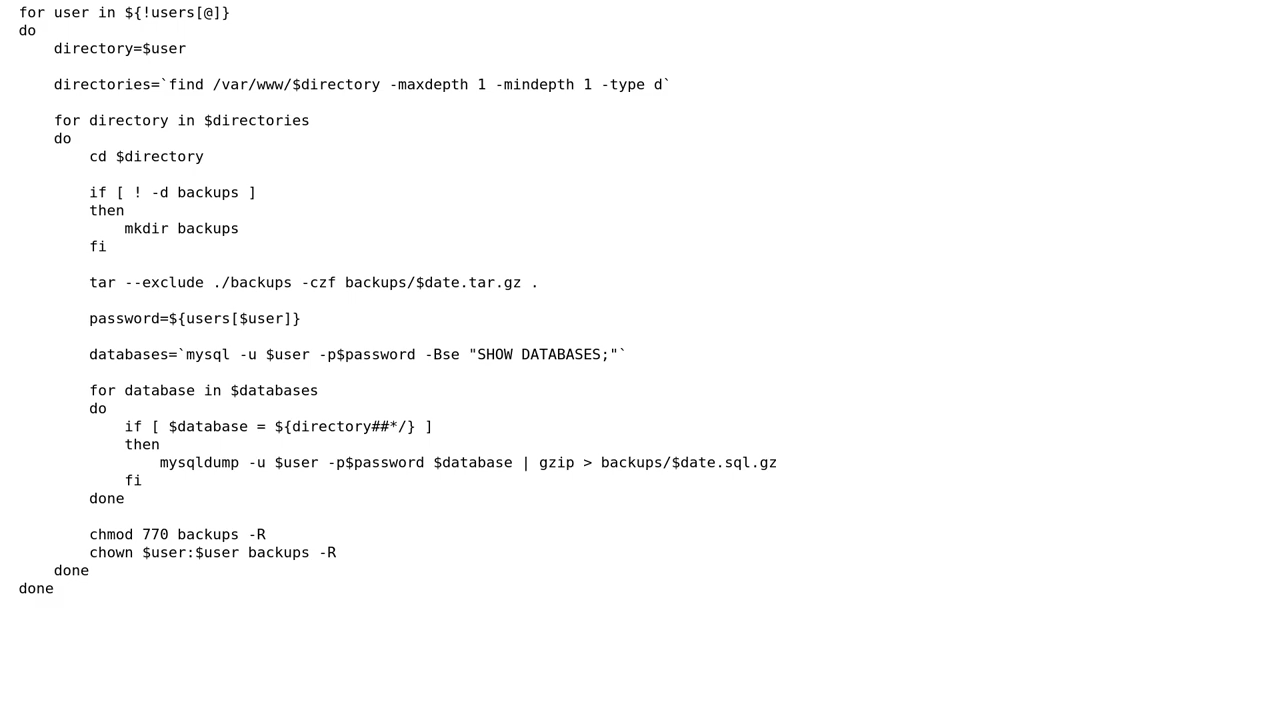 for user in ${!users[@]}
do
    directory=$user

    directories=`find /var/www/$directory -maxdepth 1 -mindepth 1 -type d`

    for directory in $directories
    do
        cd $directory

        if [ ! -d backups ]
        then
            mkdir backups
        fi

        tar --exclude ./backups -czf backups/$date.tar.gz .

        password=${users[$user]}

        databases=`mysql -u $user -p$password -Bse "SHOW DATABASES;"`

        for database in $databases
        do
            if [ $database = ${directory##*/} ]
            then
                mysqldump -u $user -p$password $database | gzip > backups/$date.sql.gz
            fi
        done

        chmod 770 backups -R
        chown $user:$user backups -R
    done
done